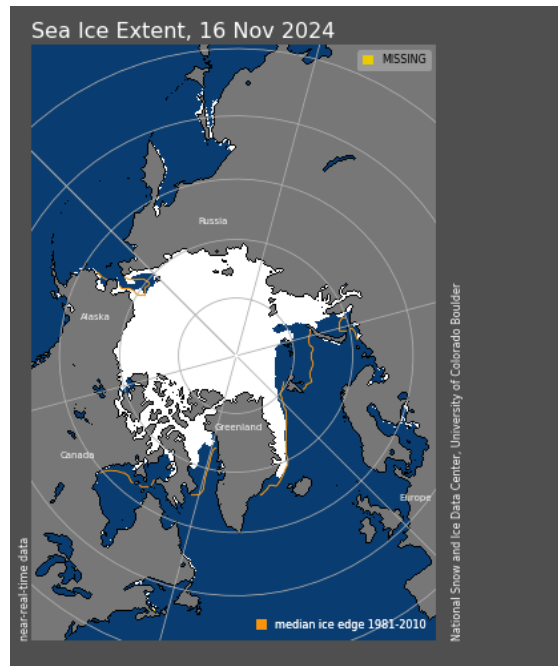 Sea Ice Extent, 16 Nov 2024
MISSING
Russia
Alaska
Greenland
Canada
Europe
near-real-time data
median ice edge 1981-2010
National Snow and Ice Data Center, University of Colorado Boulder